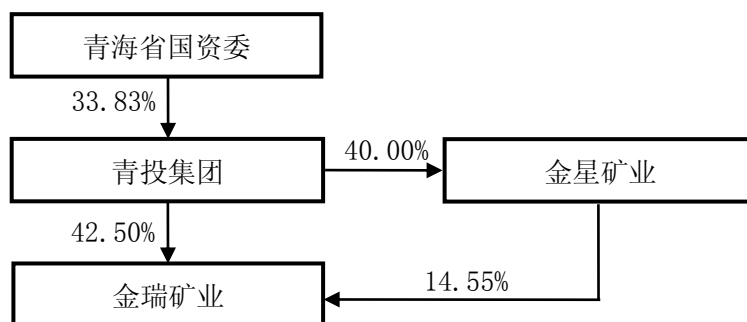 青海省国资委
33.83%
青投集团
40.00%
金星矿业
42.50%
金瑞矿业
14.55%